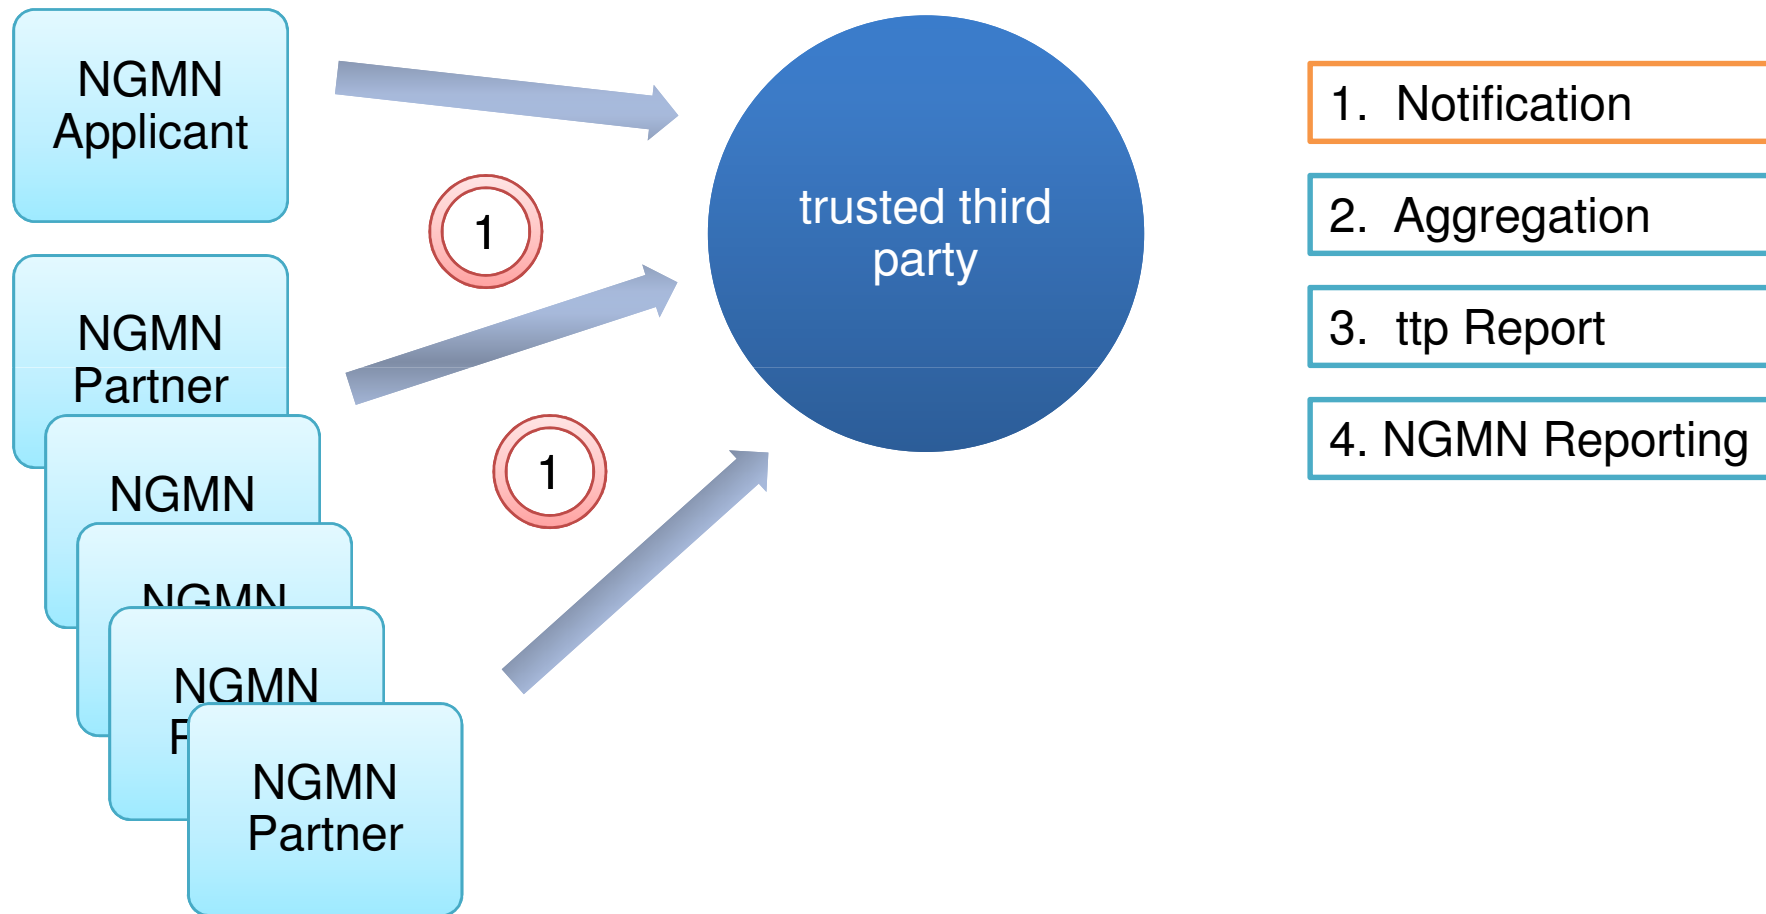 NGMN
Applicant
1
trusted third
party
NGMN
Partner
1
NGMN
NGMN
NGMN
NGMN
Partner
1. Notification
2. Aggregation
3. ttp Report
4. NGMN Reporting